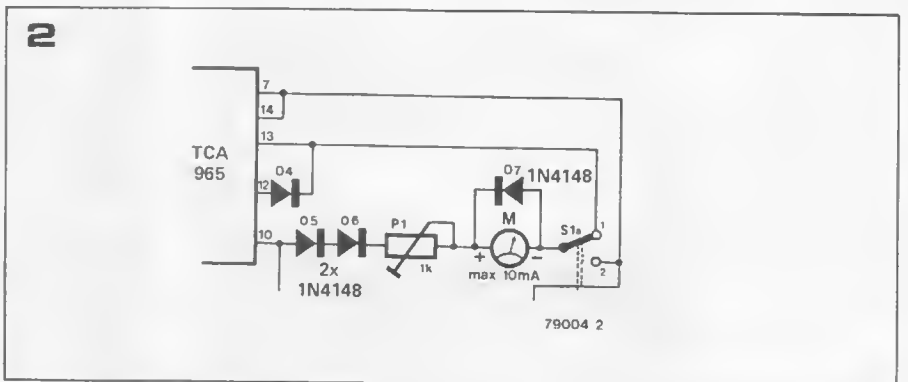 2
7
14
13
TCA
965
12
D4
10
D5
D6
2x
1N4148
P1
1k
D7
1N4148
M
+
-
max 10mA
S1a
1
2
79004 2